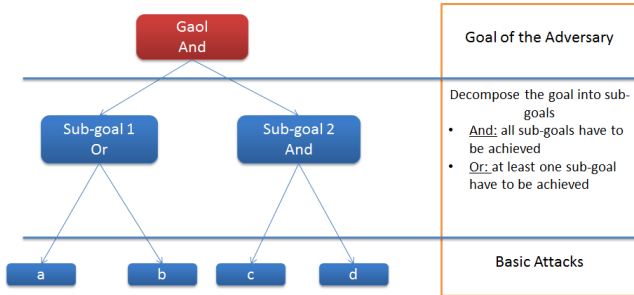 Gaol
And
Goal of the Adversary
Sub-goal 1
Or
Sub-goal 2
And
Decompose the goal into sub-
goals
• And: all sub-goals have to
be achieved
• Or: at least one sub-goal
have to be achieved
a
b
c
d
Basic Attacks